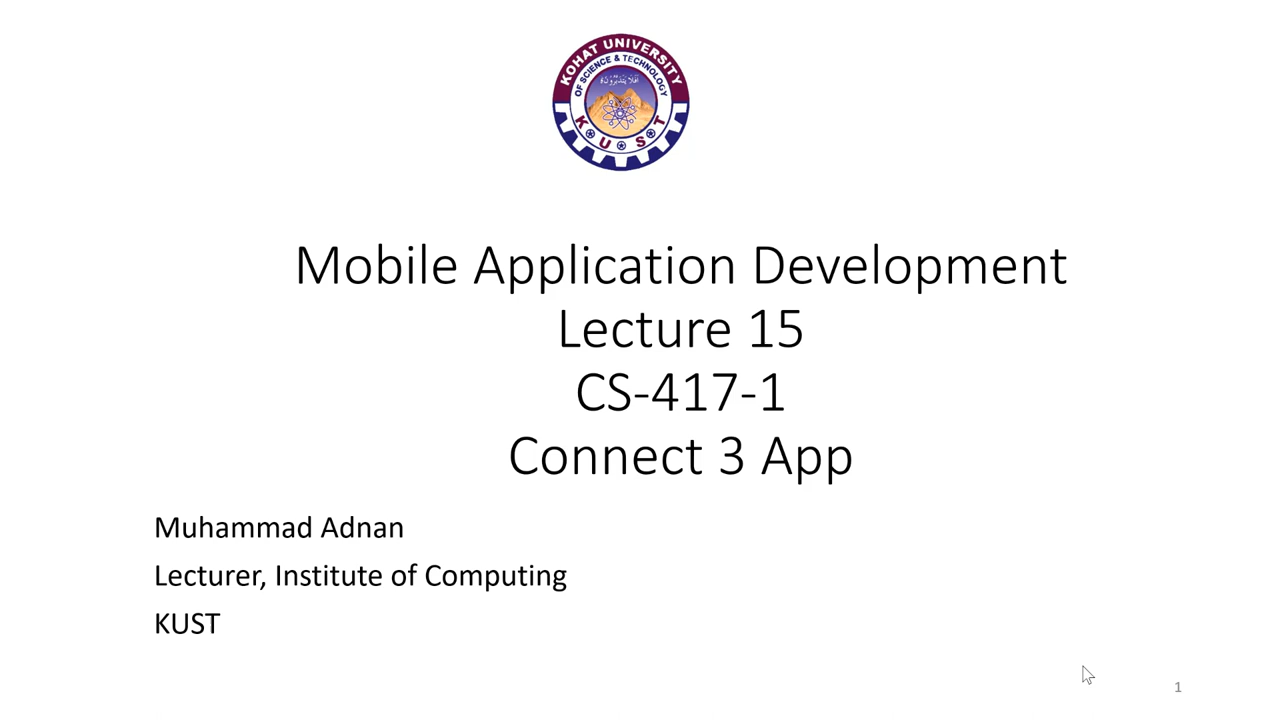 KOHAT UNIVERSITY
OF SCIENCE & TECHNOLOGY
K U S T
Mobile Application Development
Lecture 15
CS-417-1
Connect 3 App
Muhammad Adnan
Lecturer, Institute of Computing
KUST
1